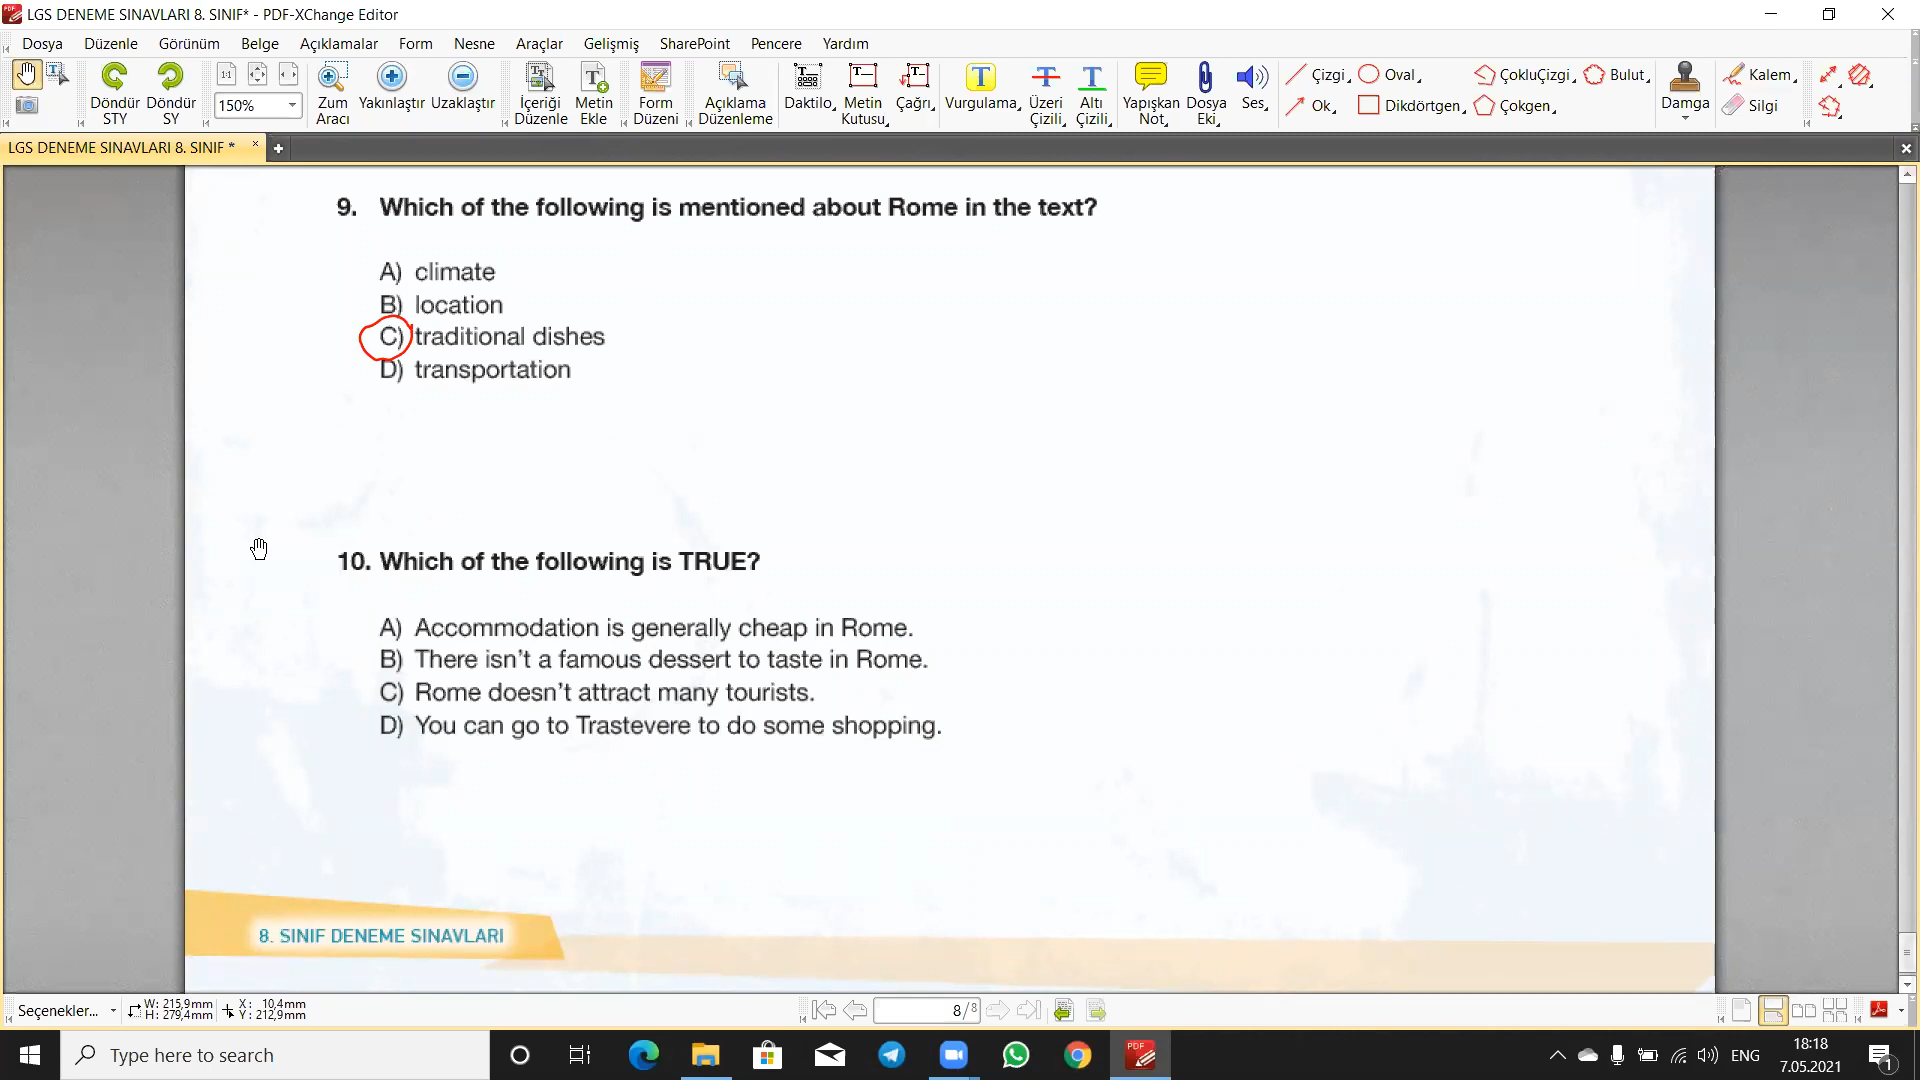 LGS DENEME SINAVLARI 8. SINIF* - PDF-XChange Editor
Dosya Düzenle Görünüm Belge Açıklamalar Form Nesne Araçlar Gelişmiş SharePoint Pencere Yardım
Döndür STY
Döndür SY
1:1
150%
Zum Aracı
Yakınlaştır
Uzaklaştır
İçeriği Düzenle
Metin Ekle
Form Düzeni
Açıklama Düzenleme
Daktilo
Metin Kutusu
Çağrı
Vurgulama
Üzeri Çizili
Altı Çizili
Yapışkan Not
Dosya Eki
Ses
Çizgi
Oval
ÇokluÇizgi
Bulut
Ok
Dikdörtgen
Çokgen
Damga
Kalem
Silgi
LGS DENEME SINAVLARI 8. SINIF *
9. Which of the following is mentioned about Rome in the text?
A) climate
B) location
C) traditional dishes
D) transportation
10. Which of the following is TRUE?
A) Accommodation is generally cheap in Rome.
B) There isn't a famous dessert to taste in Rome.
C) Rome doesn't attract many tourists.
D) You can go to Trastevere to do some shopping.
8. SINIF DENEME SINAVLARI
Seçenekler...
W: 215,9mm
H: 279,4mm
X: 10,4mm
Y: 212,9mm
8/8
Type here to search
PDF
ENG
18:18
7.05.2021
1